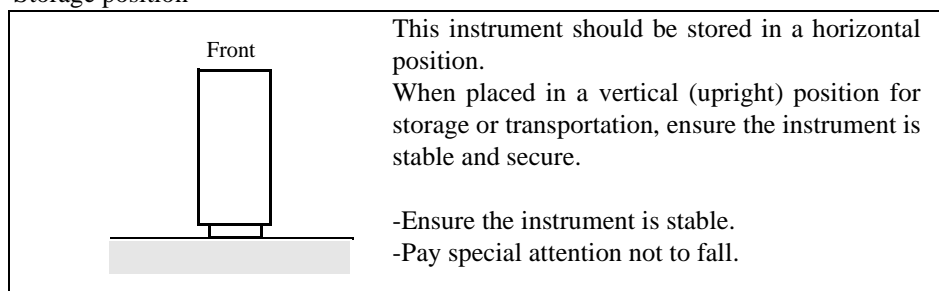 Storage position
Front
This instrument should be stored in a horizontal
position.
When placed in a vertical (upright) position for
storage or transportation, ensure the instrument is
stable and secure.
-Ensure the instrument is stable.
-Pay special attention not to fall.